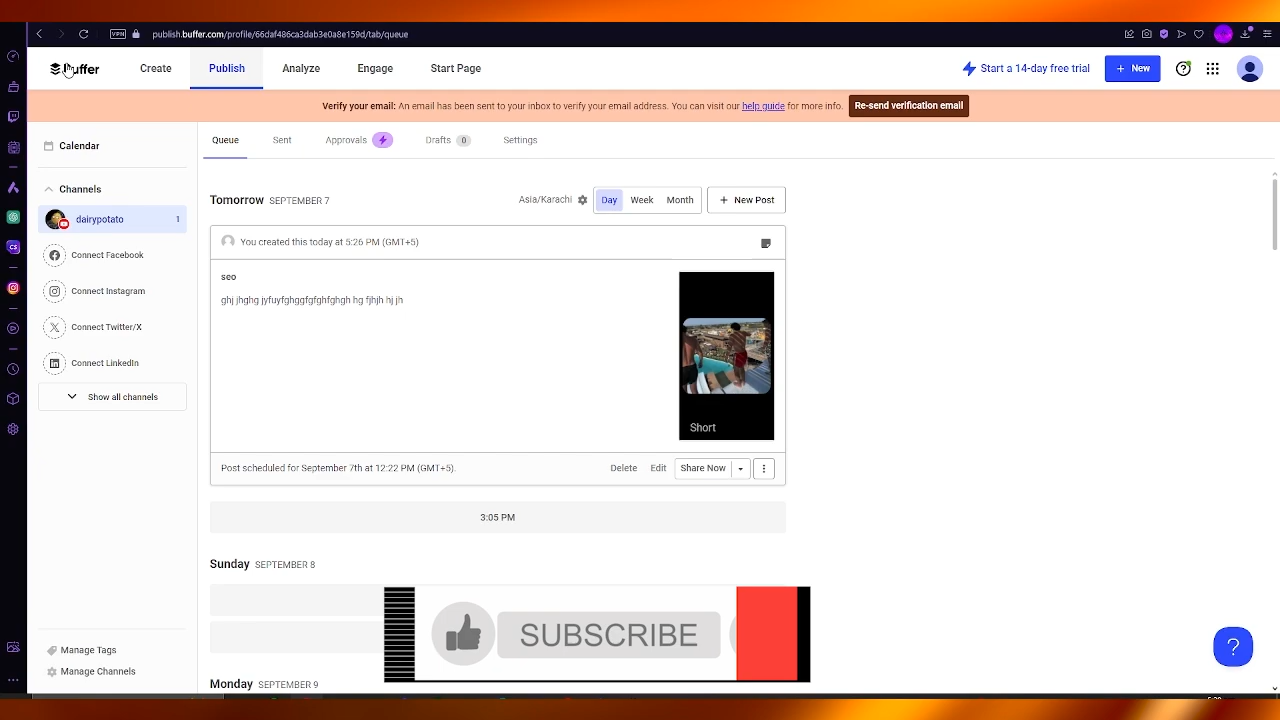 VPN publish.buffer.com/profile/66daf486ca3dab3e0a8e159d/tab/queue
Buffer Create Publish Analyze Engage Start Page Start a 14-day free trial + New
Verify your email: An email has been sent to your inbox to verify your email address. You can visit our help guide for more info. Re-send verification email
Calendar
Channels
dairypotato 1
Connect Facebook
Connect Instagram
Connect Twitter/X
Connect LinkedIn
Show all channels
Manage Tags
Manage Channels
Queue Sent Approvals Drafts 0 Settings
Tomorrow SEPTEMBER 7 Asia/Karachi Day Week Month + New Post
You created this today at 5:26 PM (GMT+5)
seo
ghj jhghg jyfuyfghggfgfghfghgh hg fjhjh hj jh
Short
Post scheduled for September 7th at 12:22 PM (GMT+5). Delete Edit Share Now
3:05 PM
Sunday SEPTEMBER 8
SUBSCRIBE
Monday SEPTEMBER 9
?